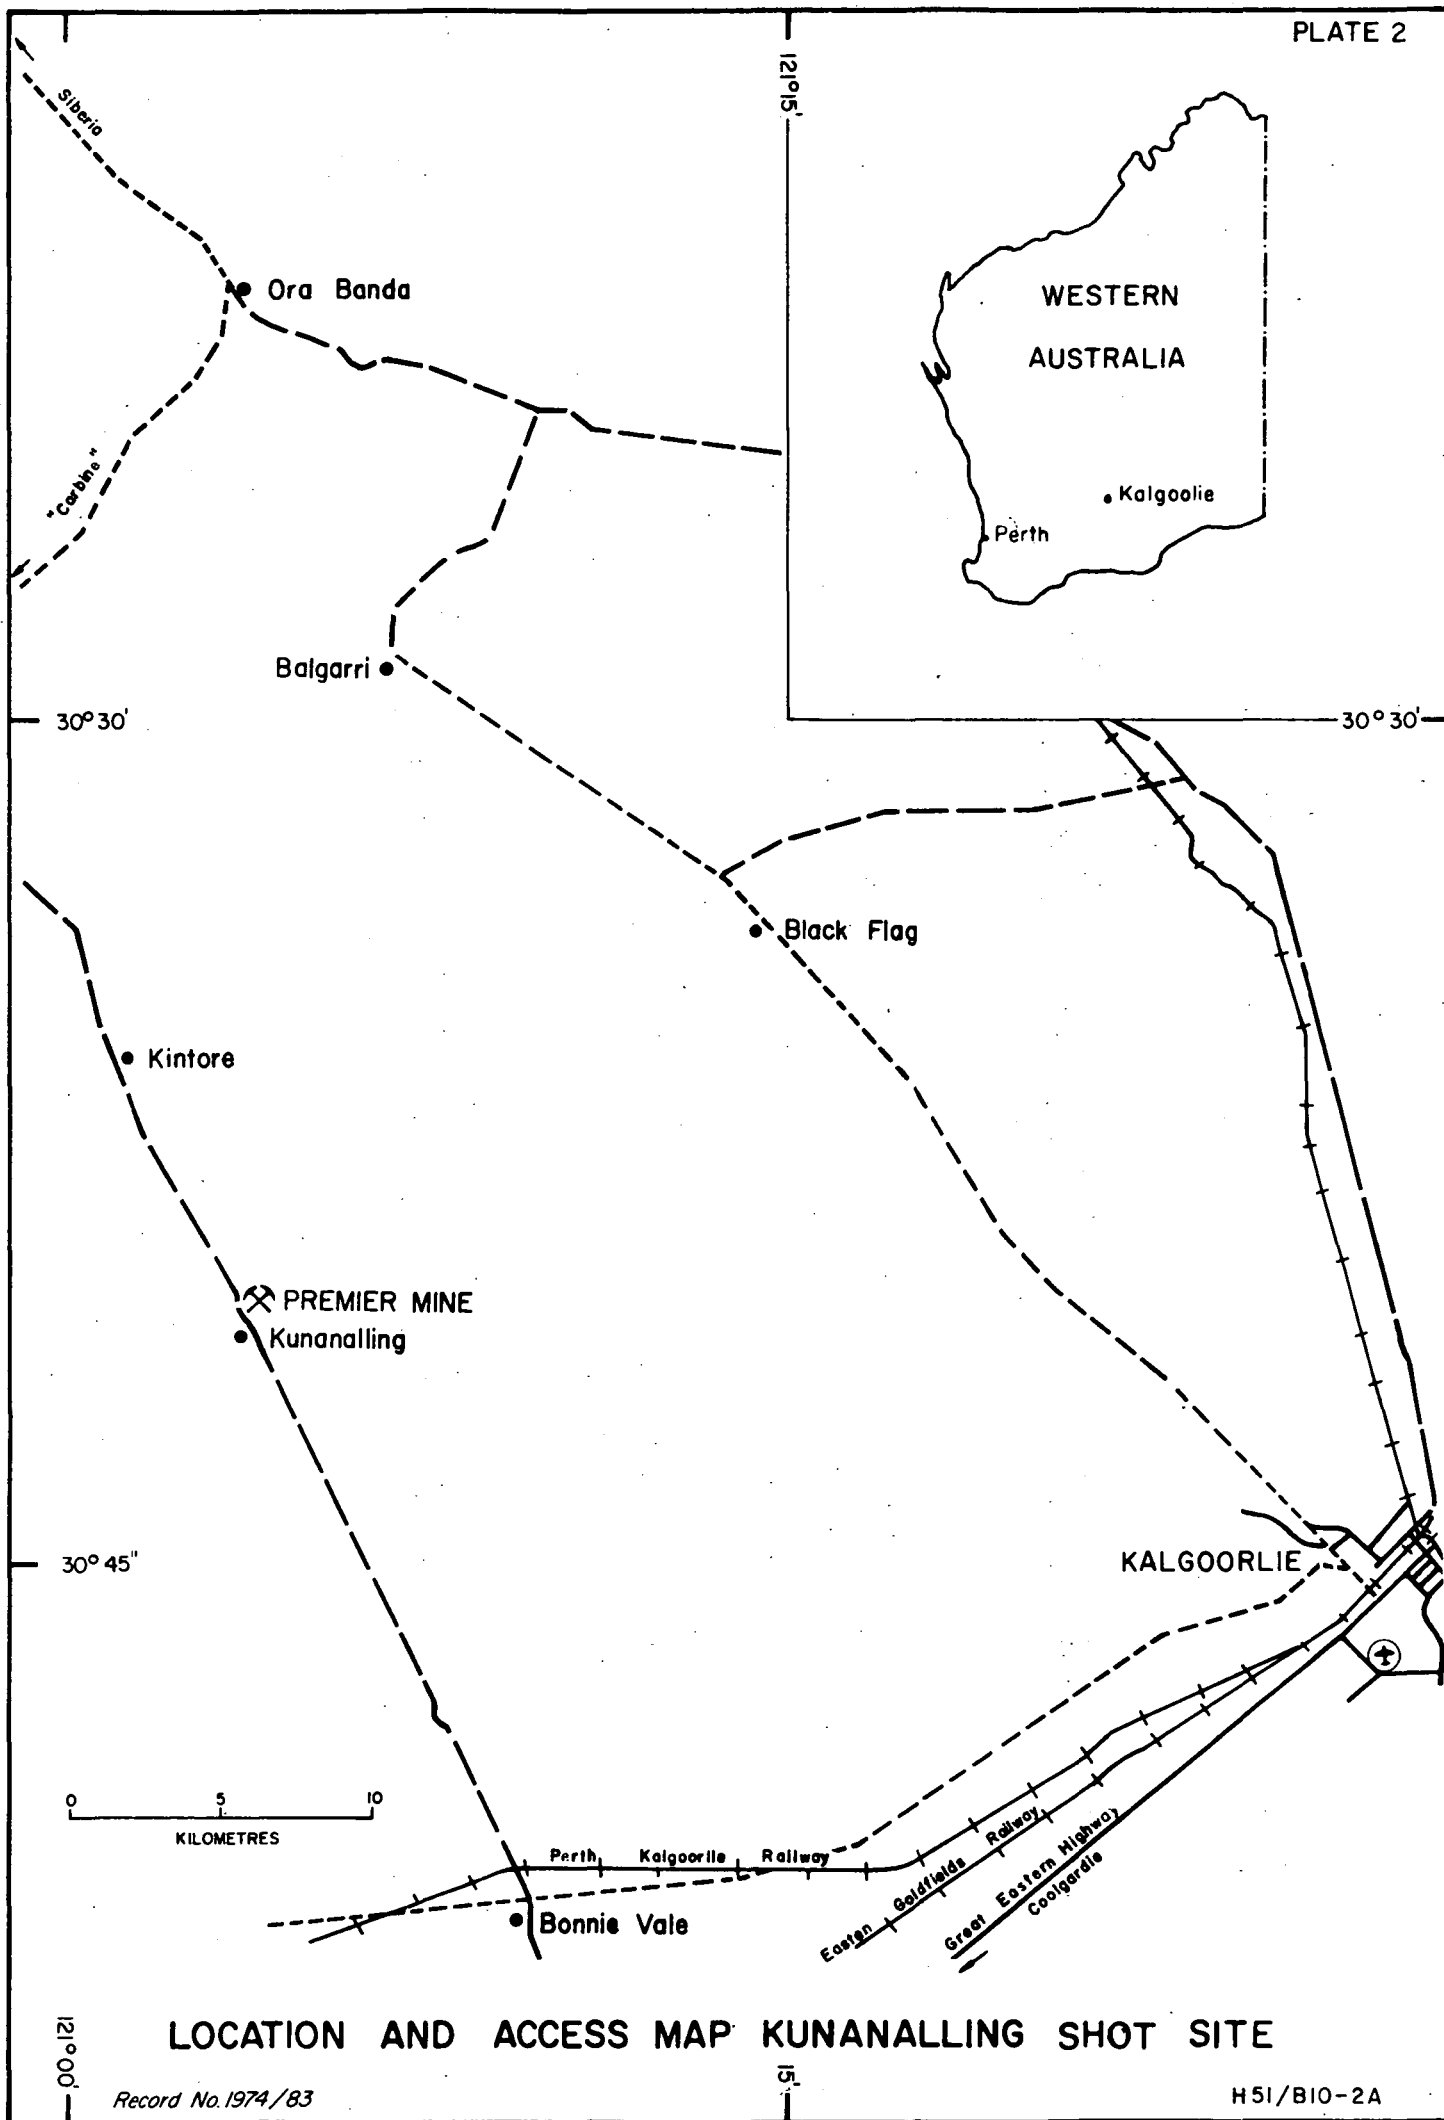 PLATE 2
121°15'
Siberia
WESTERN
AUSTRALIA
Ora Banda
"Carbine"
Kalgoolie
Perth
Balgarri
30°30'
30°30'
Black Flag
Kintore
PREMIER MINE
Kunanalling
KALGOORLIE
30°45"
0 5 10
KILOMETRES
Perth Kalgoorlie Railway
Eastern Goldfields Railway
Great Eastern Highway
Coolgardie
Bonnie Vale
LOCATION AND ACCESS MAP KUNANALLING SHOT SITE
121°00'
15'
Record No. 1974/83
H51/B10-2A